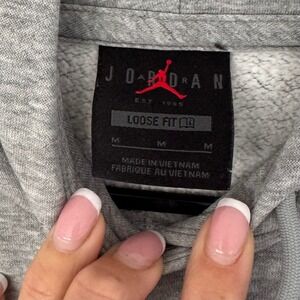 JORDAN
EST 1985
LOOSE FIT
M M M
MADE IN VIETNAM
FABRIQUÉ AU VIETNAM